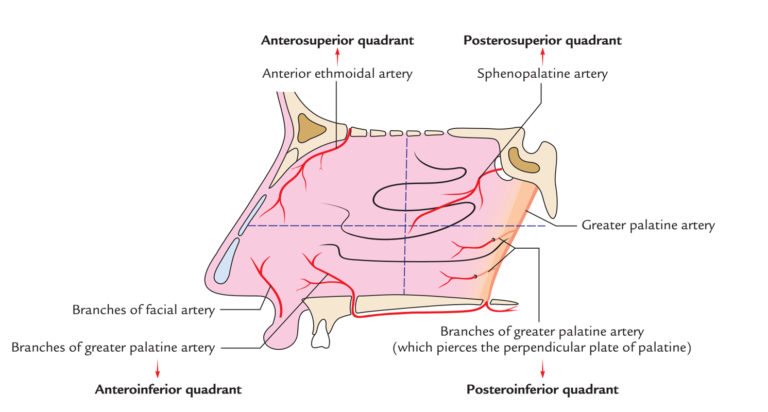 Anterosuperior quadrant
Posterosuperior quadrant
Anterior ethmoidal artery
Sphenopalatine artery
Greater palatine artery
Branches of facial artery
Branches of greater palatine artery
(which pierces the perpendicular plate of palatine)
Branches of greater palatine artery
Anteroinferior quadrant
Posteroinferior quadrant